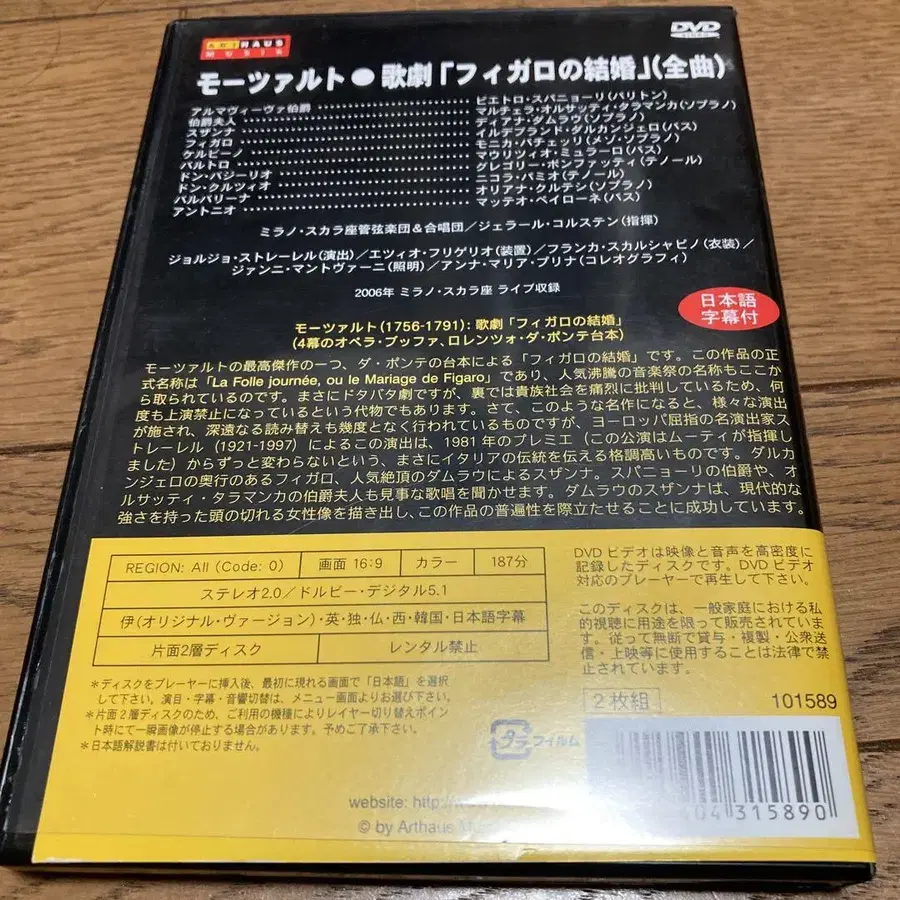 ARTHAUS
MUSIK
DVD
VIDEO
モーツァルト●歌劇「フィガロの結婚」(全曲)
アルマヴィーヴァ伯爵 ピエトロ・スパニョーリ(バリトン)
伯爵夫人 マルチェラ・オルサッティ・タラマンカ(ソプラノ)
スザンナ ディアナ・ダムラウ(ソプラノ)
フィガロ イルデブランド・ダルカンジェロ(バス)
ケルビーノ モニカ・バチェッリ(メゾ・ソプラノ)
バルトロ マウリツィオ・ミュラーロ(バス)
ドン・バジーリオ グレゴリー・ボンファッティ(テノール)
ドン・クルツィオ ニコラ・パミオ(テノール)
バルバリーナ オリアナ・クルテシ(ソプラノ)
アントニオ マッテオ・ペイローネ(バス)
ミラノ・スカラ座管弦楽団&合唱団/ジェラール・コルステン(指揮)
ジョルジョ・ストレーレル(演出)/エツィオ・フリゲリオ(装置)/フランカ・スカルシャピノ(衣装)/
ジャンニ・マントヴァーニ(照明)/アンナ・マリア・プリナ(コレオグラフィ)
2006年 ミラノ・スカラ座 ライブ収録
日本語
字幕付
モーツァルト(1756-1791): 歌劇「フィガロの結婚」
(4幕のオペラ・ブッファ、ロレンツォ・ダ・ポンテ台本)
モーツァルトの最高傑作の一つ、ダ・ポンテの台本による「フィガロの結婚」です。この作品の正
式名称は「La Folle journée, ou le Mariage de Figaro」であり、人気沸騰の音楽祭の名称もここか
ら取られているのです。まさにドタバタ劇ですが、裏では貴族社会を痛烈に批判しているため、何
度も上演禁止になっているという代物でもあります。さて、このような名作になると、様々な演出
が施され、深遠なる読み替えも幾度となく行われているものですが、ヨーロッパ屈指の名演出家ス
トレーレル (1921-1997) によるこの演出は、1981年のプレミエ (この公演はムーティが指揮し
ました) からずっと変わらないという、まさにイタリアの伝統を伝える格調高いものです。ダルカ
ンジェロの奥行のあるフィガロ、人気絶頂のダムラウによるスザンナ。スパニョーリの伯爵や、オ
ルサッティ・タラマンカの伯爵夫人も見事な歌唱を聞かせます。ダムラウのスザンナは、現代的な
強さを持った頭の切れる女性像を描き出し、この作品の普遍性を際立たせることに成功しています。
REGION: All (Code: 0) 画面 16:9 カラー 187分
ステレオ2.0/ドルビー・デジタル5.1
伊(オリジナル・ヴァージョン)・英・独・仏・西・韓国・日本語字幕
片面2層ディスク レンタル禁止
*ディスクをプレーヤーに挿入後、最初に現れる画面で「日本語」を選択
して下さい。演目・字幕・音響切替は、メニュー画面よりお選び下さい。
*片面2層ディスクのため、ご利用の機種によりレイヤー切り替えポイン
ト時にて一瞬画像が停止する場合があります。予めご了承下さい。
*日本語解説書は付いておりません。
DVD ビデオは映像と音声を高密度に
記録したディスクです。DVD ビデオ
対応のプレーヤーで再生して下さい。
このディスクは、一般家庭における私
的視聴に用途を限って販売されていま
す。従って無断で貸与・複製・公衆送
信・上映等に使用することは法律で禁
止されています。
2枚組 101589
プラ フィルム
website: http://
© by Arthaus
04 315890